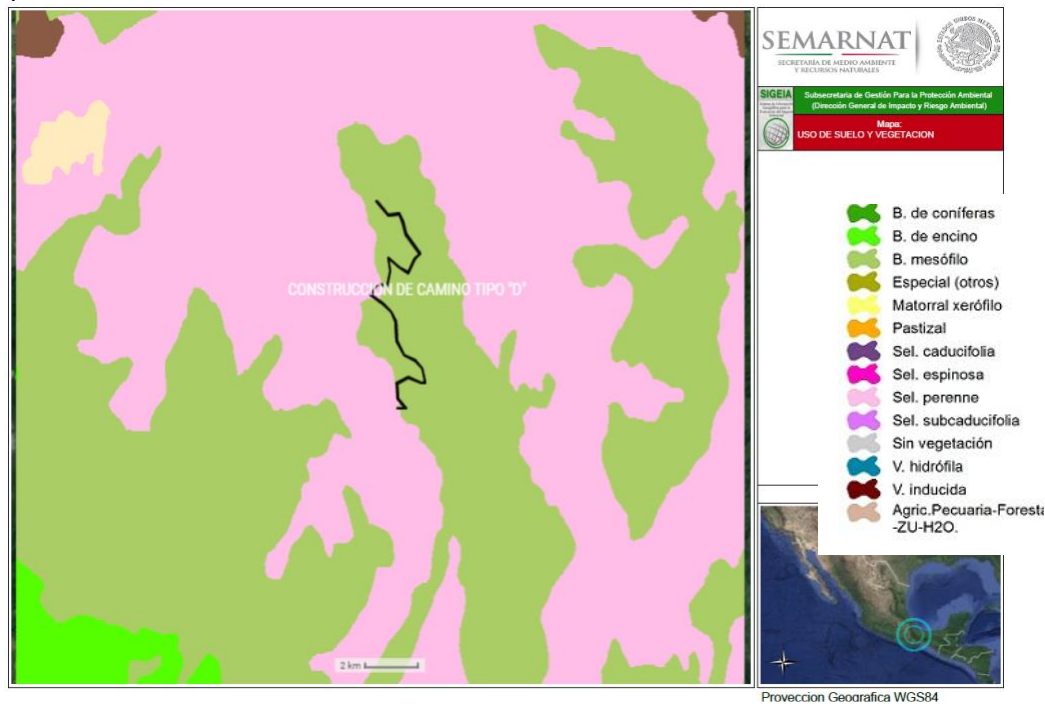 CONSTRUCCION DE CAMINO TIPO "D"
2 km
SEMARNAT
SECRETARÍA DE MEDIO AMBIENTE
Y RECURSOS NATURALES
SIGEIA
Subsecretaria de Gestión Para la Protección Ambiental
(Dirección General de Impacto y Riesgo Ambiental)
Mapa:
USO DE SUELO Y VEGETACION
B. de coníferas
B. de encino
B. mesófilo
Especial (otros)
Matorral xerófilo
Pastizal
Sel. caducifolia
Sel. espinosa
Sel. perenne
Sel. subcaducifolia
Sin vegetación
V. hidrófila
V. inducida
Agric.Pecuaria-Foresta
-ZU-H2O.
Proyeccion Geografica WGS84